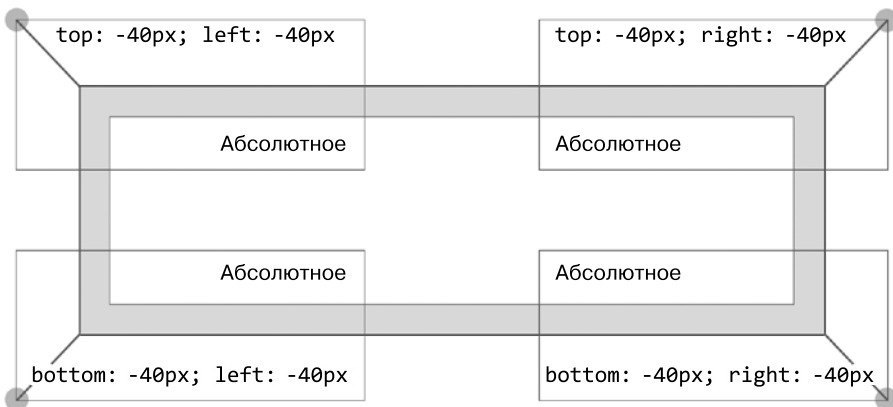 top: -40px; left: -40px
top: -40px; right: -40px
Абсолютное
Абсолютное
Абсолютное
Абсолютное
bottom: -40px; left: -40px
bottom: -40px; right: -40px